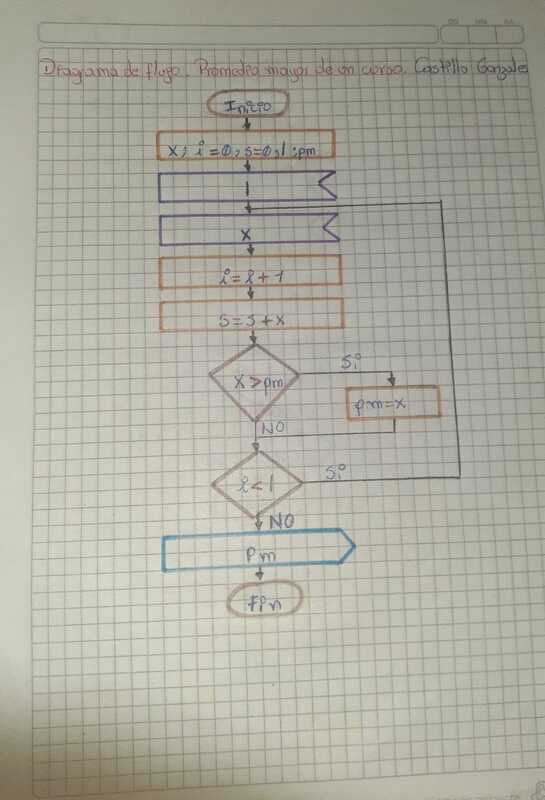 Diagrama de flujo. Promedio mayor de un curso. Castillo Gonzales
Inicio
x, i=0, s=0, l, pm
l
x
i=i+1
s=s+x
x>pm
Si
pm=x
NO
i<l
Si
NO
Pm
Fin